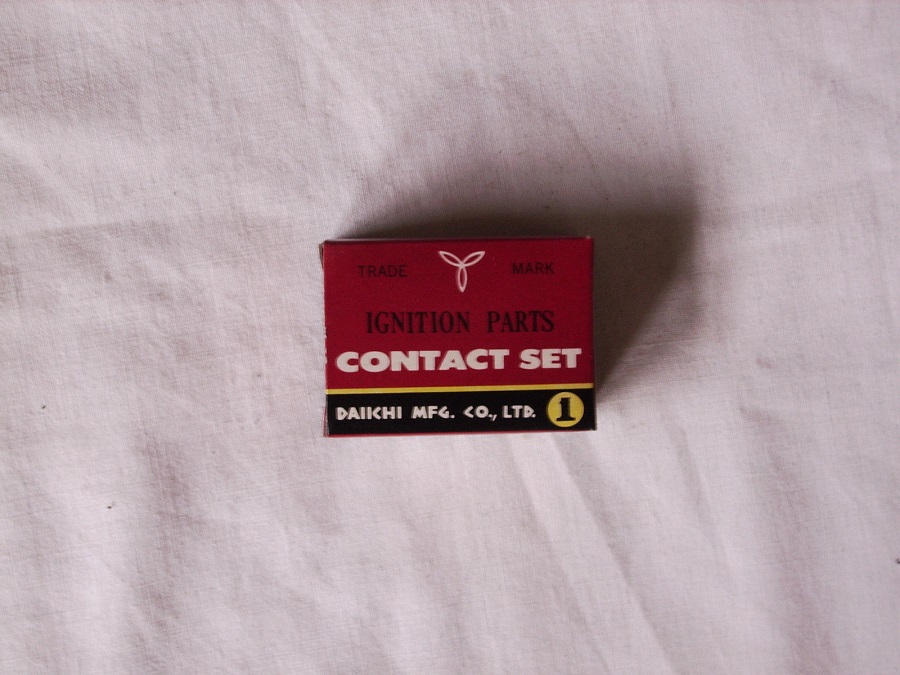 TRADE MARK
IGNITION PARTS
CONTACT SET
DAIICHI MFG. CO., LTD. 1